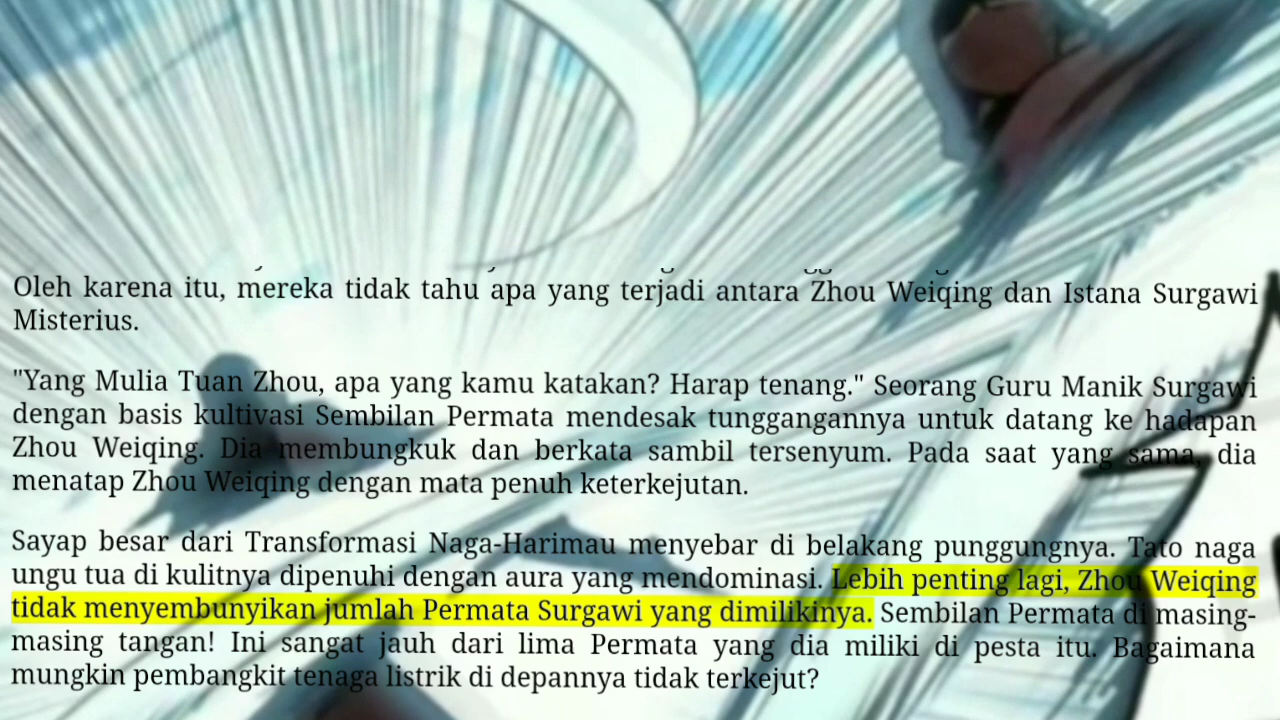 Oleh karena itu, mereka tidak tahu apa yang terjadi antara Zhou Weiqing dan Istana Surgawi
Misterius.
"Yang Mulia Tuan Zhou, apa yang kamu katakan? Harap tenang." Seorang Guru Manik Surgawi
dengan basis kultivasi Sembilan Permata mendesak tunggangannya untuk datang ke hadapan
Zhou Weiqing. Dia membungkuk dan berkata sambil tersenyum. Pada saat yang sama, dia
menatap Zhou Weiqing dengan mata penuh keterkejutan.
Sayap besar dari Transformasi Naga-Harimau menyebar di belakang punggungnya. Tato naga
ungu tua di kulitnya dipenuhi dengan aura yang mendominasi. Lebih penting lagi, Zhou Weiqing
tidak menyembunyikan jumlah Permata Surgawi yang dimilikinya. Sembilan Permata di masing-
masing tangan! Ini sangat jauh dari lima Permata yang dia miliki di pesta itu. Bagaimana
mungkin pembangkit tenaga listrik di depannya tidak terkejut?